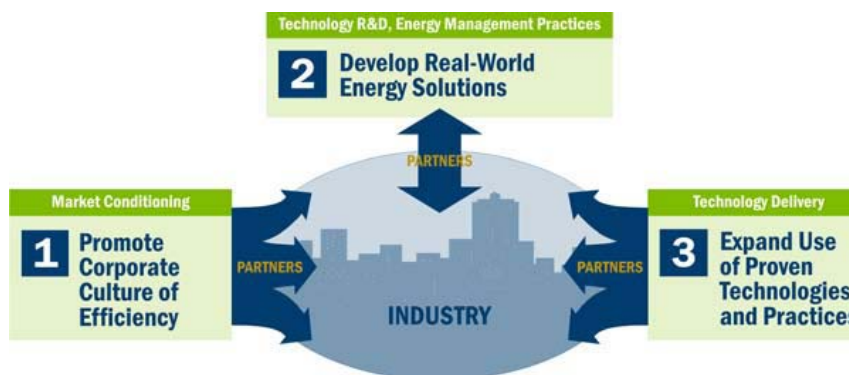 Technology R&D, Energy Management Practices
2
Develop Real-World
Energy Solutions
PARTNERS
Market Conditioning
1
Promote
Corporate
Culture of
Efficiency
PARTNERS
INDUSTRY
PARTNERS
Technology Delivery
3
Expand Use
of Proven
Technologies
and Practices